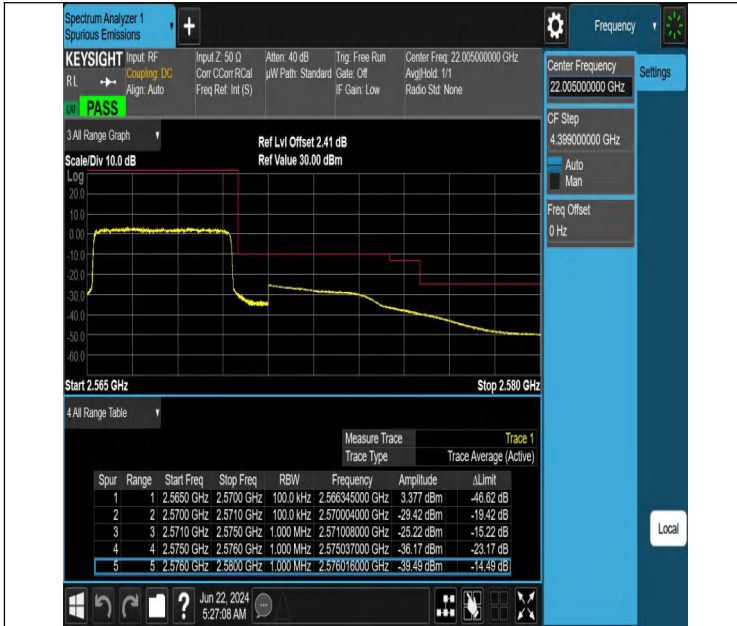 Spectrum Analyzer 1
Spurious Emissions
Frequency
KEYSIGHT
RL
Input: RF
Coupling: DC
Align: Auto
Input Z: 50 Ω
Corr CCorr RCal
Freq Ref: Int (S)
Atten: 40 dB
µW Path: Standard
Trig: Free Run
Gate: Off
IF Gain: Low
Center Freq: 22.005000000 GHz
Avg|Hold: 1/1
Radio Std: None
PASS
Center Frequency
22.005000000 GHz
Settings
CF Step
4.399000000 GHz
Auto
Man
Freq Offset
0 Hz
3 All Range Graph
Ref Lvl Offset 2.41 dB
Scale/Div 10.0 dB
Ref Value 30.00 dBm
Log
20.0
10.0
0.00
-10.0
-20.0
-30.0
-40.0
-50.0
-60.0
Start 2.565 GHz
Stop 2.580 GHz
4 All Range Table
Measure Trace Trace 1
Trace Type Trace Average (Active)
Spur Range Start Freq Stop Freq RBW Frequency Amplitude ΔLimit
1 1 2.5650 GHz 2.5700 GHz 100.0 kHz 2.566345000 GHz 3.377 dBm -46.62 dB
2 2 2.5700 GHz 2.5710 GHz 100.0 kHz 2.570004000 GHz -29.42 dBm -19.42 dB
3 3 2.5710 GHz 2.5750 GHz 1.000 MHz 2.571008000 GHz -25.22 dBm -15.22 dB
4 4 2.5750 GHz 2.5760 GHz 1.000 MHz 2.575037000 GHz -36.17 dBm -23.17 dB
5 5 2.5760 GHz 2.5800 GHz 1.000 MHz 2.576016000 GHz -39.49 dBm -14.49 dB
Local
Jun 22, 2024
5:27:08 AM